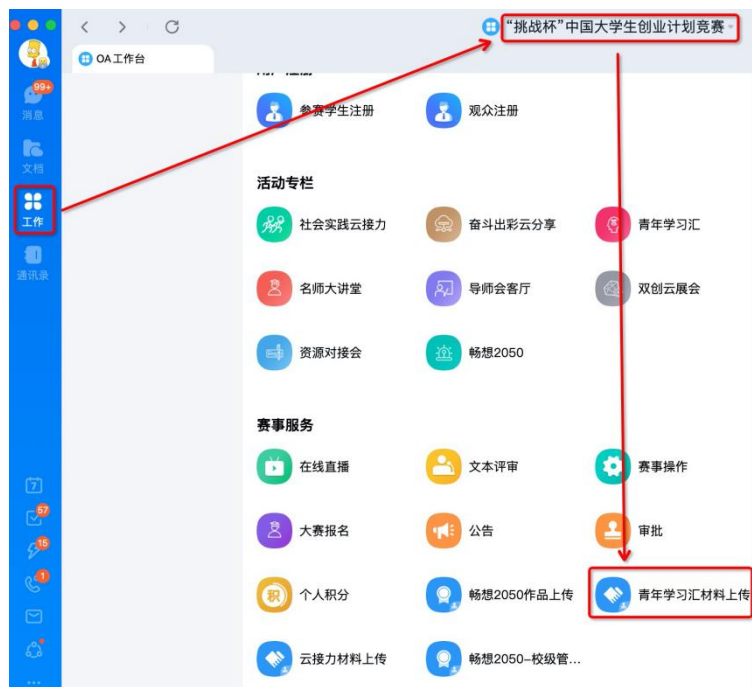 “挑战杯”中国大学生创业计划竞赛
OA工作台
99+
消息
文档
工作
通讯录
7
57
15
1
参赛学生注册
观众注册
活动专栏
社会实践云接力
奋斗出彩云分享
青年学习汇
名师大讲堂
导师会客厅
双创云展会
资源对接会
畅想2050
赛事服务
在线直播
文本评审
赛事操作
大赛报名
公告
审批
积
个人积分
畅想2050作品上传
青年学习汇材料上传
云接力材料上传
畅想2050-校级管...